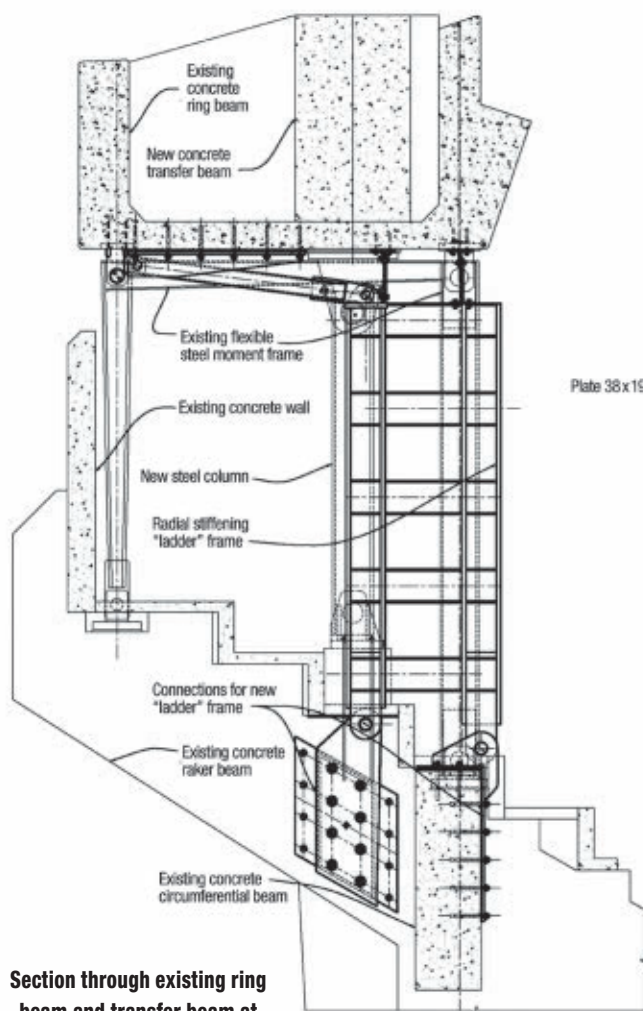 Existing
concrete
ring beam
New concrete
transfer beam
Existing flexible
steel moment frame
Plate 38x19
Existing concrete wall
New steel column
Radial stiffening
"ladder" frame
Connections for new
"ladder" frame
Existing concrete
raker beam
Existing concrete
circumferential beam
Section through existing ring
beam and transfer beam at